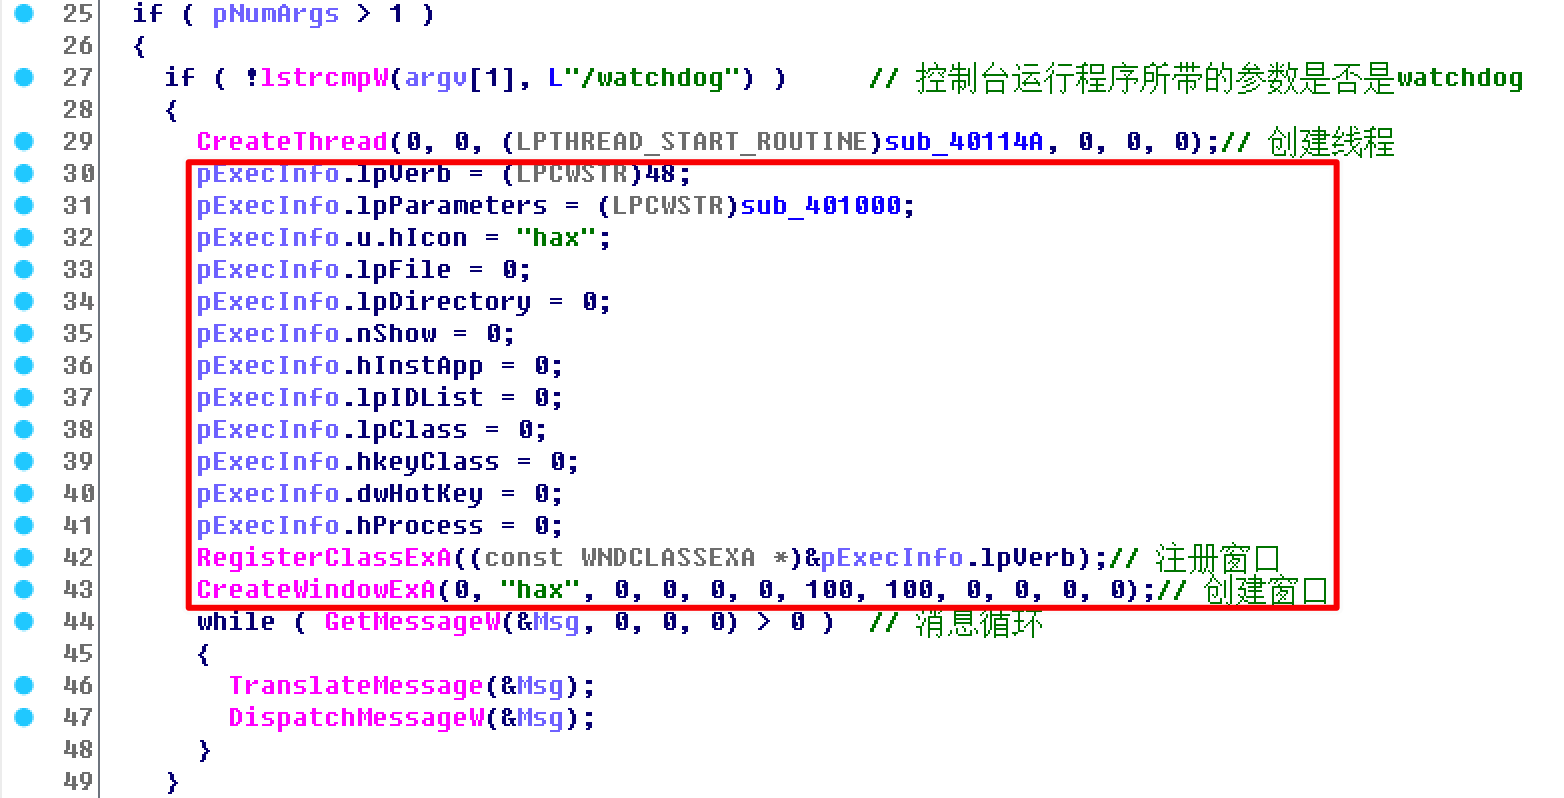 25 if ( pNumArgs > 1 )
26 {
27 if ( !lstrcmpW(argv[1], L"/watchdog") ) // 控制台运行程序所带的参数是否是watchdog
28 {
29 CreateThread(0, 0, (LPTHREAD_START_ROUTINE)sub_40114A, 0, 0, 0);// 创建线程
30 pExecInfo.lpVerb = (LPCWSTR)48;
31 pExecInfo.lpParameters = (LPCWSTR)sub_401000;
32 pExecInfo.u.hIcon = "hax";
33 pExecInfo.lpFile = 0;
34 pExecInfo.lpDirectory = 0;
35 pExecInfo.nShow = 0;
36 pExecInfo.hInstApp = 0;
37 pExecInfo.lpIDList = 0;
38 pExecInfo.lpClass = 0;
39 pExecInfo.hkeyClass = 0;
40 pExecInfo.dwHotKey = 0;
41 pExecInfo.hProcess = 0;
42 RegisterClassExA((const WNDCLASSEXA *)&pExecInfo.lpVerb);// 注册窗口
43 CreateWindowExA(0, "hax", 0, 0, 0, 0, 100, 100, 0, 0, 0, 0);// 创建窗口
44 while ( GetMessageW(&Msg, 0, 0, 0) > 0 ) // 消息循环
45 {
46 TranslateMessage(&Msg);
47 DispatchMessageW(&Msg);
48 }
49 }